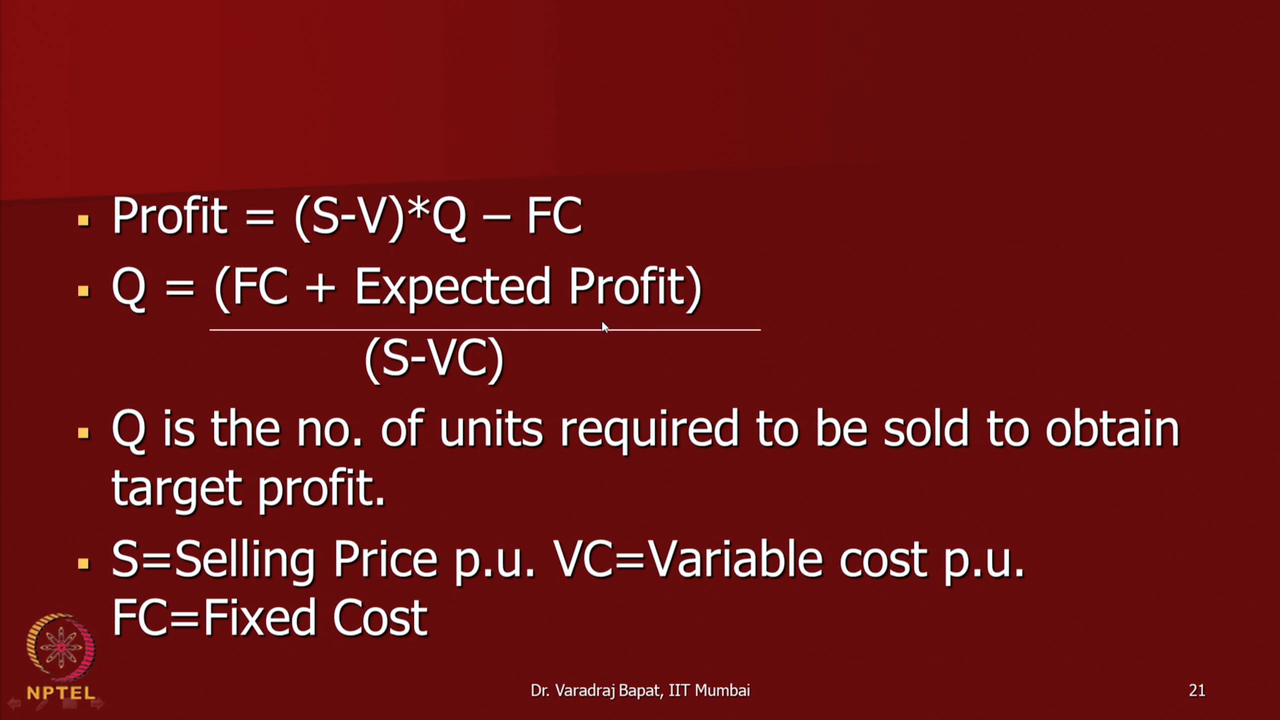 Profit = (S-V)*Q – FC
Q = (FC + Expected Profit)
(S-VC)
Q is the no. of units required to be sold to obtain
target profit.
S=Selling Price p.u. VC=Variable cost p.u.
FC=Fixed Cost
NPTEL
Dr. Varadraj Bapat, IIT Mumbai
21